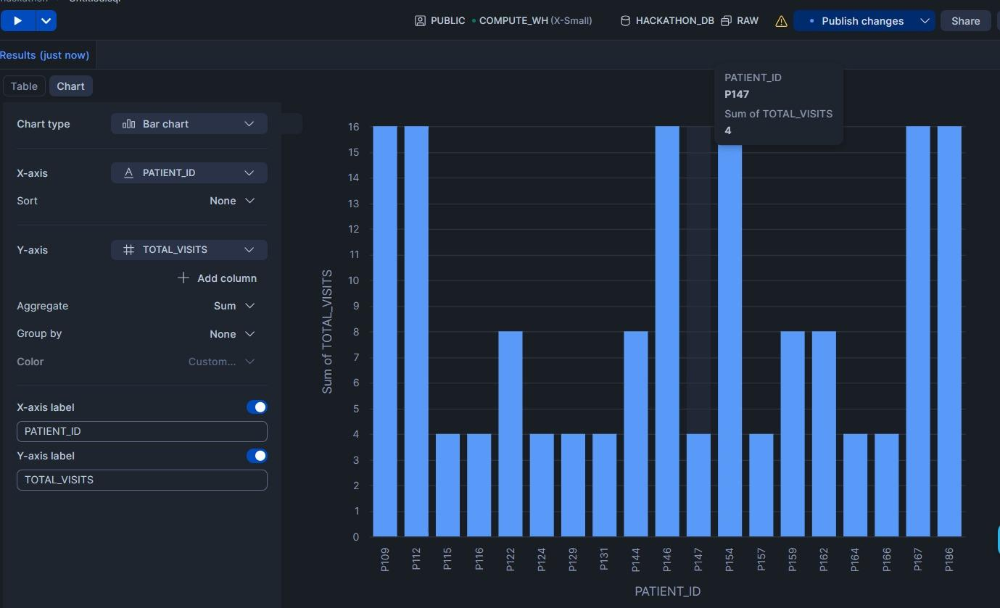 PUBLIC COMPUTE_WH (X-Small) HACKATHON_DB RAW Publish changes Share
Results (just now)
Table Chart
Chart type Bar chart
X-axis PATIENT_ID
Sort None
Y-axis TOTAL_VISITS
Add column
Aggregate Sum
Group by None
Color Custom...
X-axis label
PATIENT_ID
Y-axis label
TOTAL_VISITS
PATIENT_ID
P147
Sum of TOTAL_VISITS
4
Sum of TOTAL_VISITS
16
15
14
13
12
11
10
9
8
7
6
5
4
3
2
1
0
P109 P112 P115 P116 P122 P124 P129 P131 P144 P146 P147 P154 P157 P159 P162 P164 P166 P167 P186
PATIENT_ID